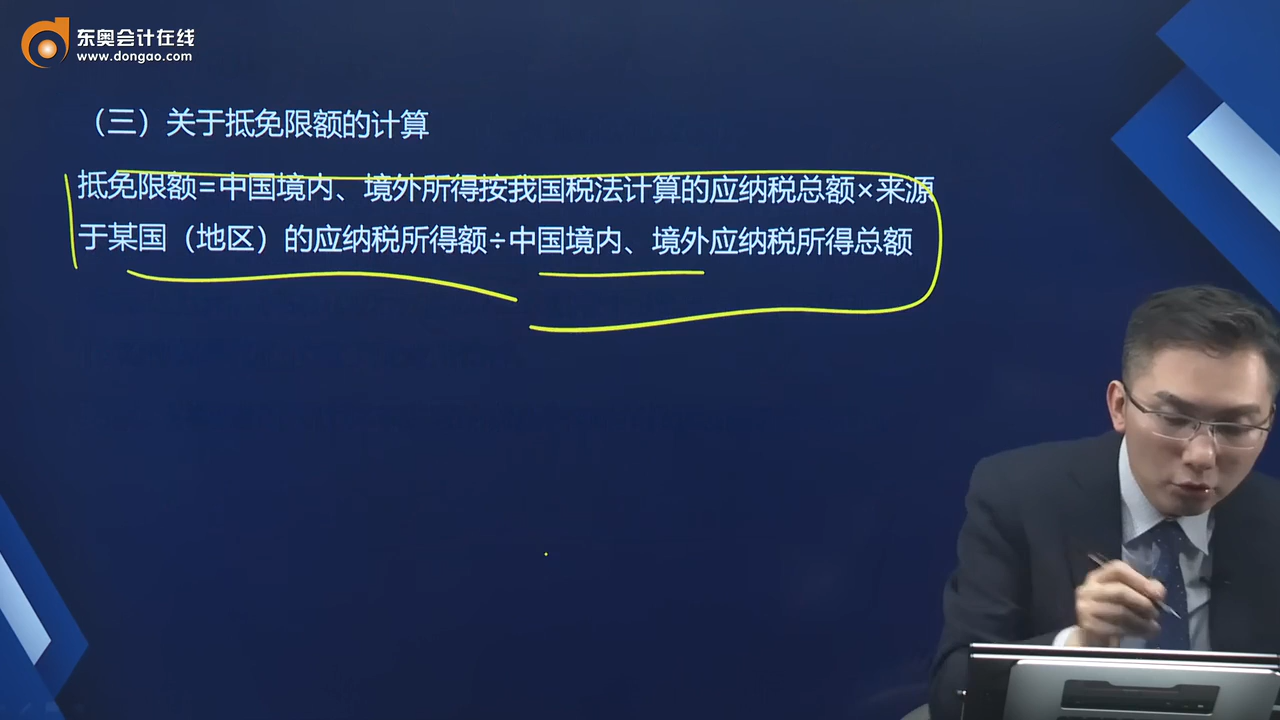 东奥会计在线
www.dongao.com
（三）关于抵免限额的计算
抵免限额=中国境内、境外所得按我国税法计算的应纳税总额×来源
于某国（地区）的应纳税所得额÷中国境内、境外应纳税所得总额